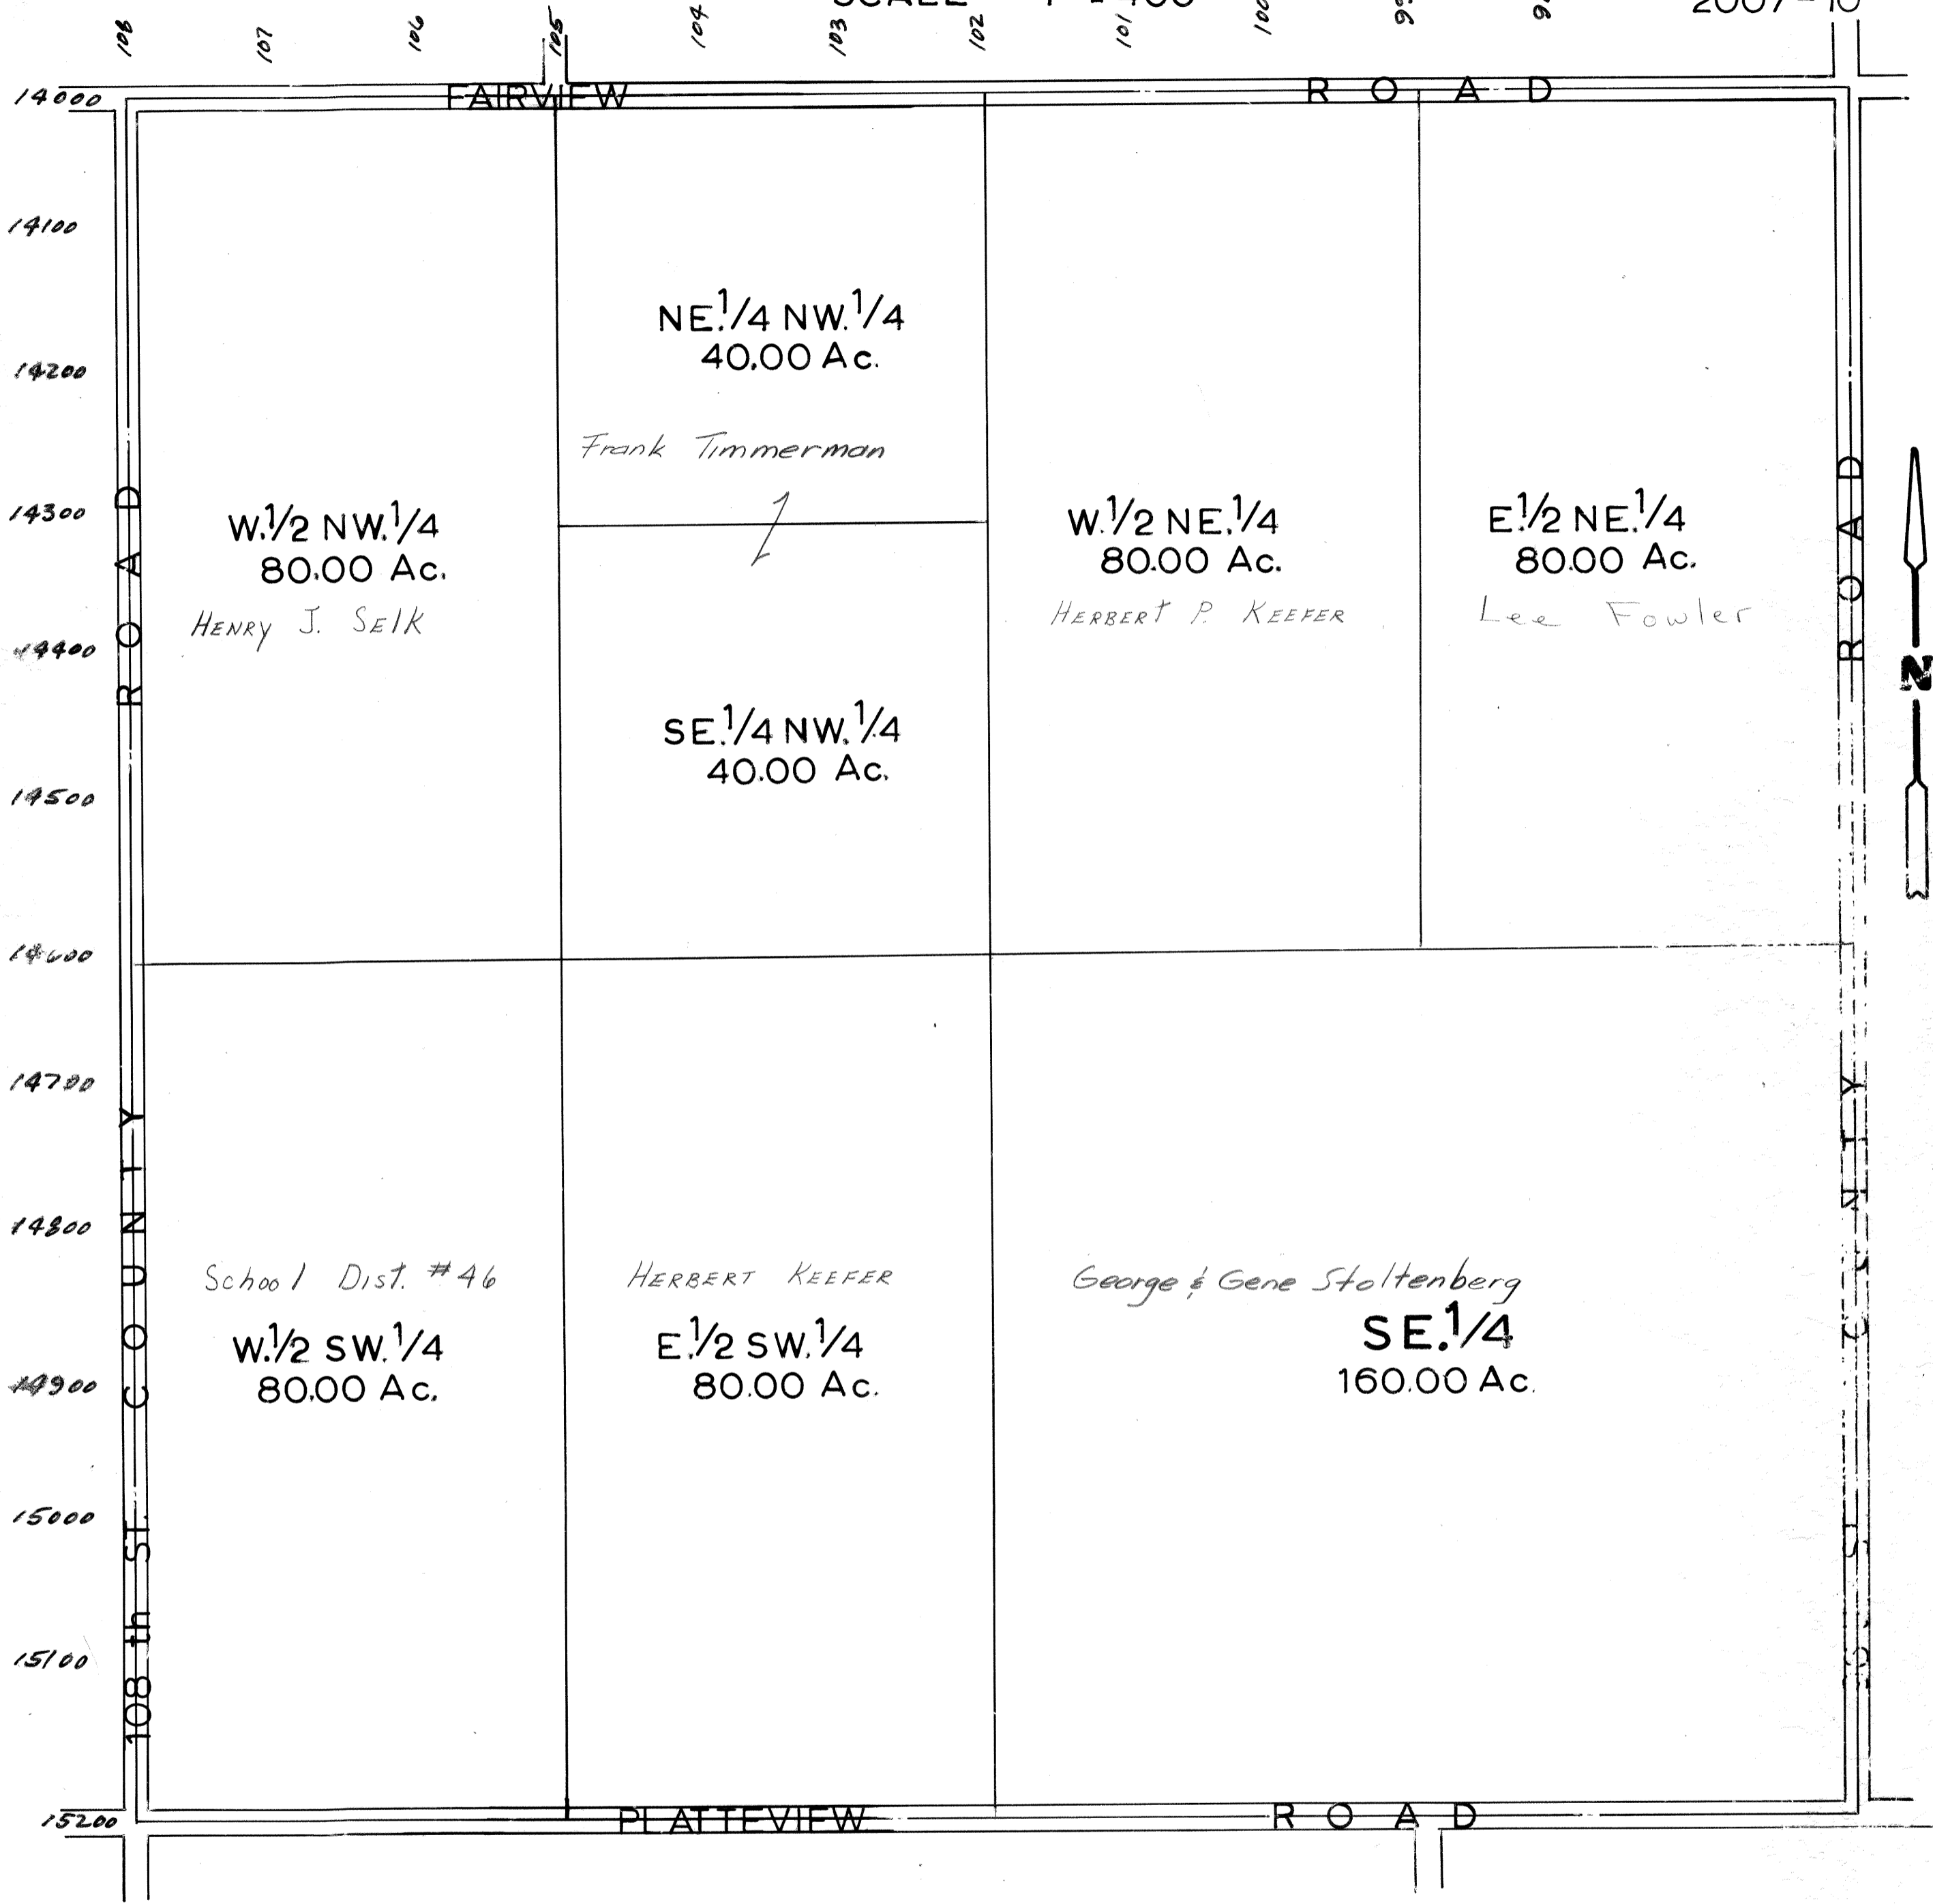 108 107 106 105 104 103 102 101
FAIRVIEW ROAD
14000
14100
14200
14300
14400
14500
14600
14700
14800
14900
15000
15100
15200
NE.1/4 NW.1/4
40.00 Ac.
Frank Timmerman
W.1/2 NW.1/4
80.00 Ac.
HENRY J. SElK
W.1/2 NE.1/4
80.00 Ac.
HERBERT P. KEEFER
E.1/2 NE.1/4
80.00 Ac.
Lee Fowler
SE.1/4 NW.1/4
40.00 Ac.
N
School Dist. #46
W.1/2 SW.1/4
80.00 Ac.
HERBERT KEEFER
E.1/2 SW.1/4
80.00 Ac.
George & Gene Stoltenberg
SE.1/4
160.00 Ac.
108th ST. COUNTY ROAD
ROAD
PLATTEVIEW ROAD